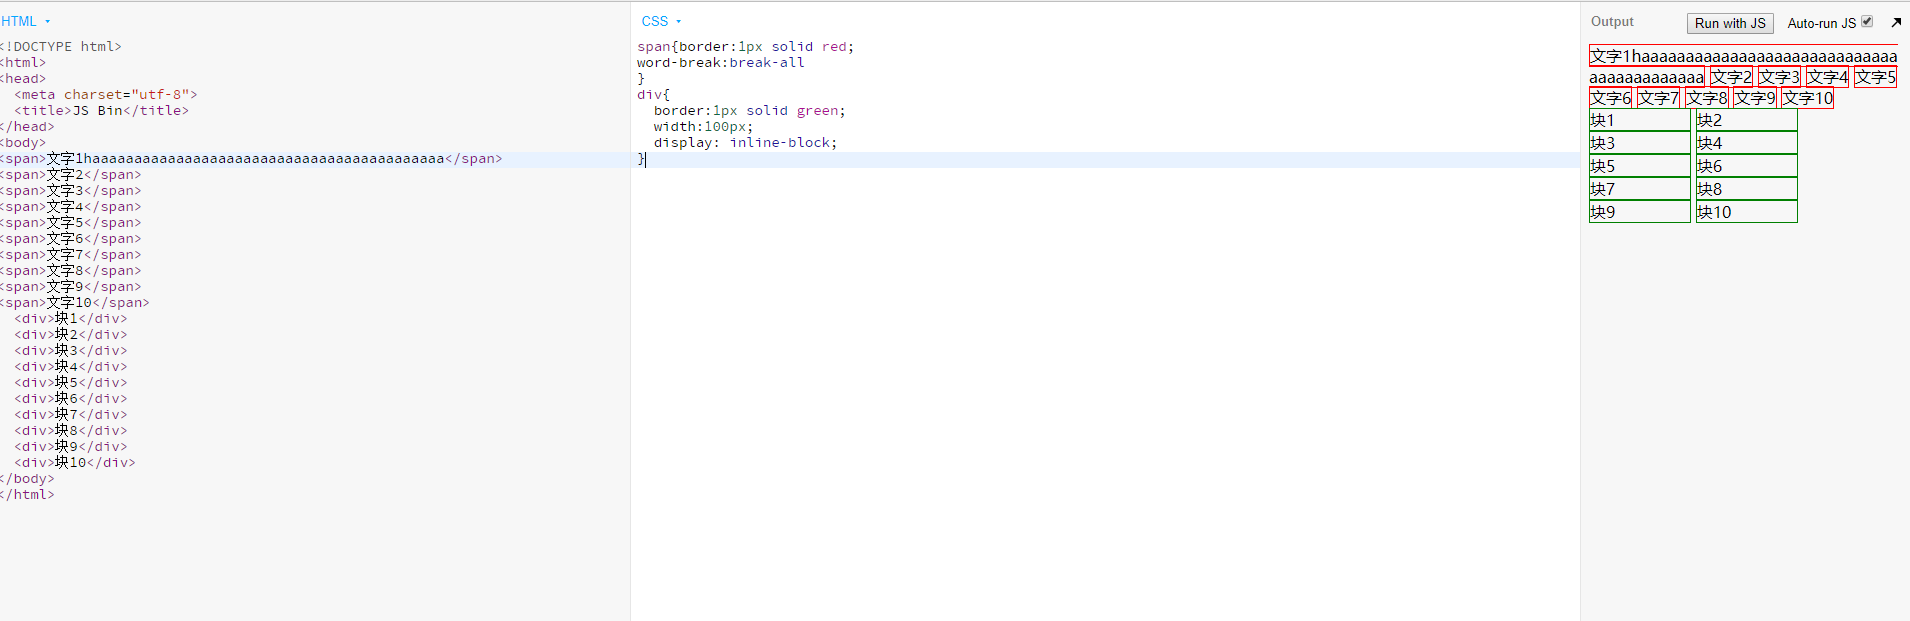 HTML
<!DOCTYPE html>
<html>
<head>
<meta charset="utf-8">
<title>JS Bin</title>
</head>
<body>
<span>文字1haaaaaaaaaaaaaaaaaaaaaaaaaaaaaaaaaaaaaaaaaa</span>
<span>文字2</span>
<span>文字3</span>
<span>文字4</span>
<span>文字5</span>
<span>文字6</span>
<span>文字7</span>
<span>文字8</span>
<span>文字9</span>
<span>文字10</span>
<div>块1</div>
<div>块2</div>
<div>块3</div>
<div>块4</div>
<div>块5</div>
<div>块6</div>
<div>块7</div>
<div>块8</div>
<div>块9</div>
<div>块10</div>
</body>
</html>
CSS
span{border:1px solid red;
word-break:break-all
}
div{
border:1px solid green;
width:100px;
display: inline-block;
}
Output Run with JS Auto-run JS
文字1haaaaaaaaaaaaaaaaaaaaaaaaaaaaa
aaaaaaaaaaaaa 文字2 文字3 文字4 文字5
文字6 文字7 文字8 文字9 文字10
块1 块2
块3 块4
块5 块6
块7 块8
块9 块10